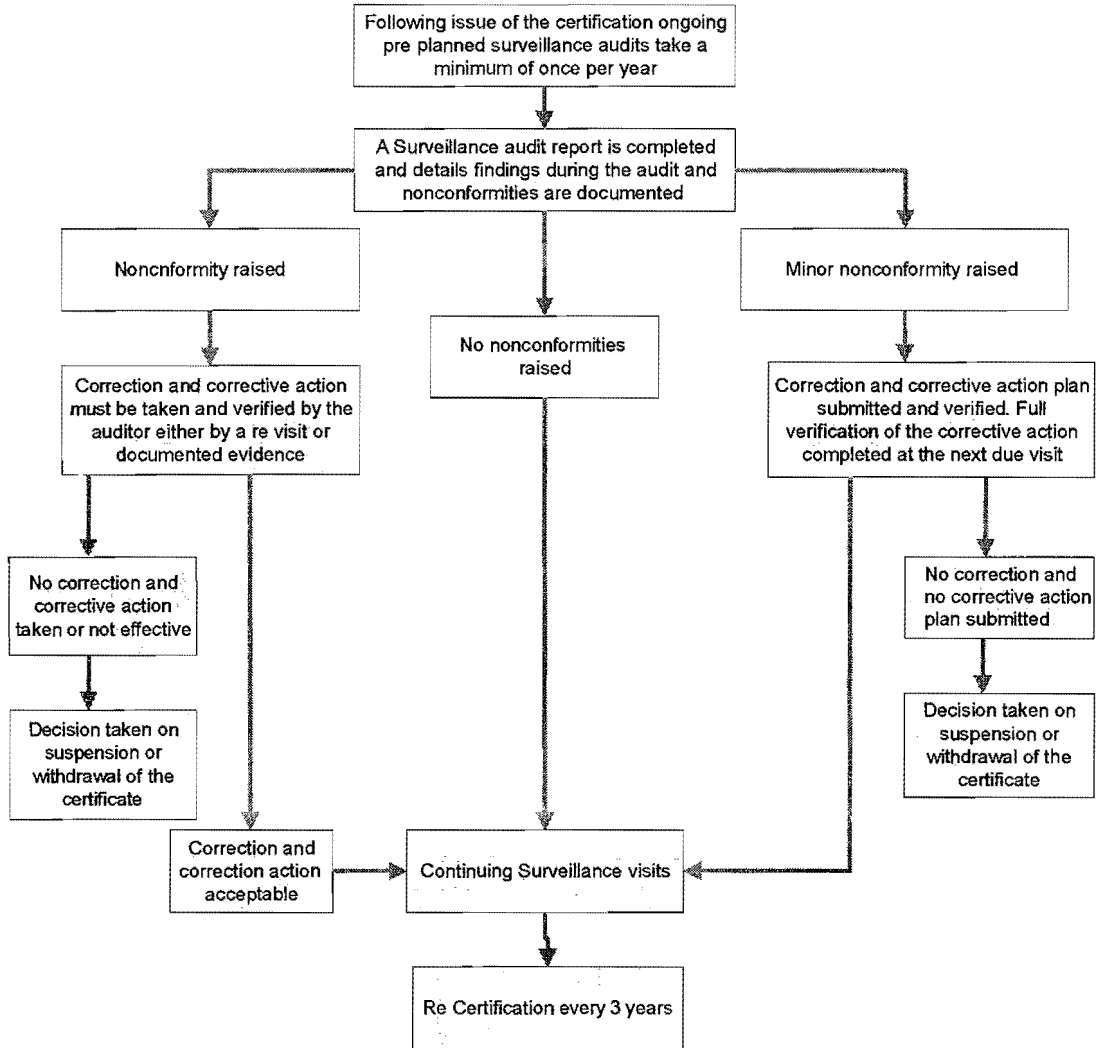 Following issue of the certification ongoing
pre planned surveillance audits take a
minimum of once per year
A Surveillance audit report is completed
and details findings during the audit and
nonconformities are documented
Noncnformity raised
No nonconformities
raised
Minor nonconformity raised
Correction and corrective action
must be taken and verified by the
auditor either by a re visit or
documented evidence
Correction and corrective action plan
submitted and verified. Full
verification of the corrective action
completed at the next due visit
No correction and
corrective action
taken or not effective
No correction and
no corrective action
plan submitted
Decision taken on
suspension or
withdrawal of the
certificate
Decision taken on
suspension or
withdrawal of the
certificate
Correction and
correction action
acceptable
Continuing Surveillance visits
Re Certification every 3 years